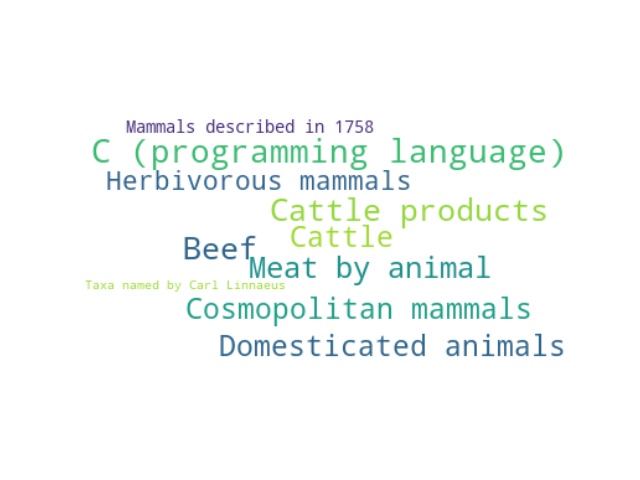 Mammals described in 1758
C (programming language)
Herbivorous mammals
Cattle products
Cattle
Beef
Meat by animal
Taxa named by Carl Linnaeus
Cosmopolitan mammals
Domesticated animals